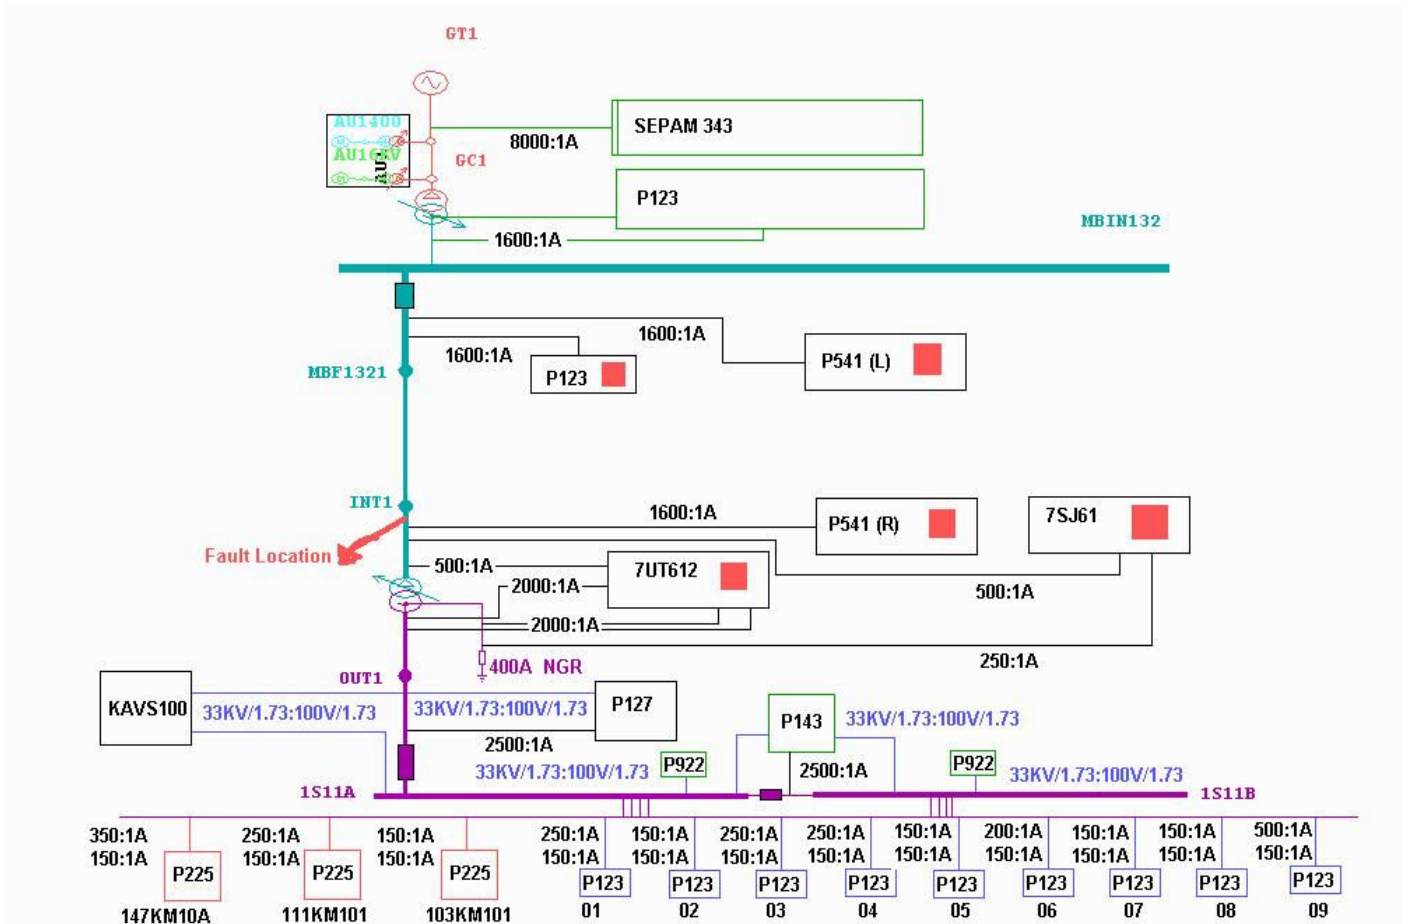 GT1
AU1400
SEPAM 343
8000:1A
GC1
P123
1600:1A
MBIN132
1600:1A
1600:1A
P541 (L)
P123
MBF1321
INT1
1600:1A
P541 (R)
7SJ61
Fault Location
500:1A
7UT612
2000:1A
500:1A
2000:1A
250:1A
400A NGR
OUT1
KAVS100
33KV/1.73:100V/1.73
33KV/1.73:100V/1.73
P127
P143
33KV/1.73:100V/1.73
2500:1A
P922
2500:1A
P922
33KV/1.73:100V/1.73
33KV/1.73:100V/1.73
1S11A
1S11B
350:1A 250:1A 150:1A 250:1A 150:1A 250:1A 250:1A 150:1A 200:1A 150:1A 150:1A 500:1A
150:1A 150:1A 150:1A 150:1A 150:1A 150:1A 150:1A 150:1A 150:1A 150:1A 150:1A 150:1A
P225 P225 P225 P123 P123 P123 P123 P123 P123 P123 P123 P123
147KM10A 111KM101 103KM101 01 02 03 04 05 06 07 08 09